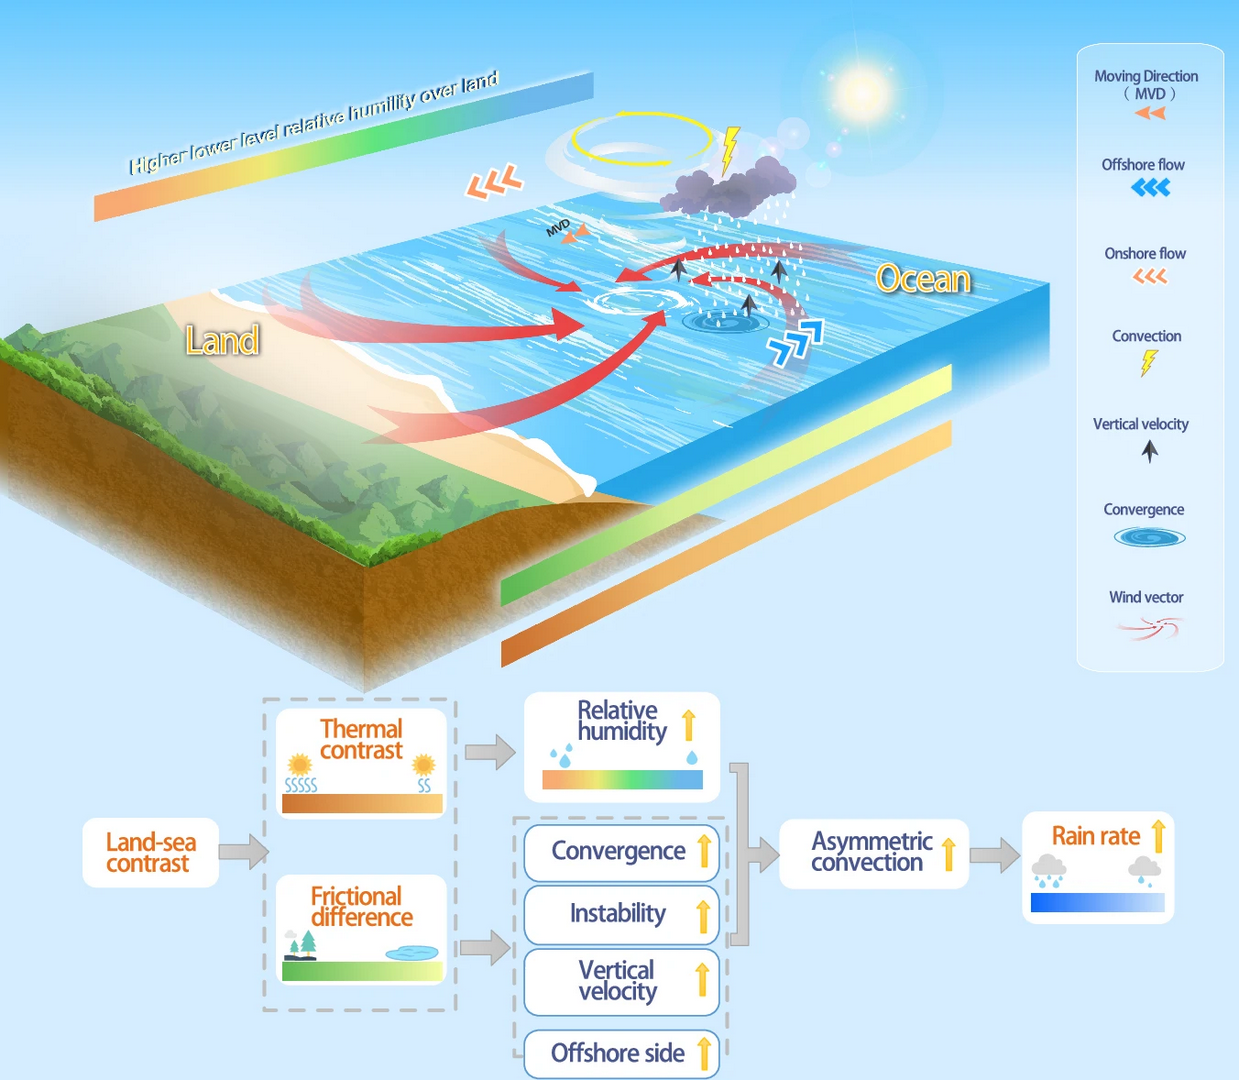 Higher lower level relative humility over land
MVD
Ocean
Land
Moving Direction
( MVD )
Offshore flow
Onshore flow
Convection
Vertical velocity
Convergence
Wind vector
Land-sea
contrast
Thermal
contrast
Frictional
difference
Relative
humidity
Convergence
Instability
Vertical
velocity
Offshore side
Asymmetric
convection
Rain rate